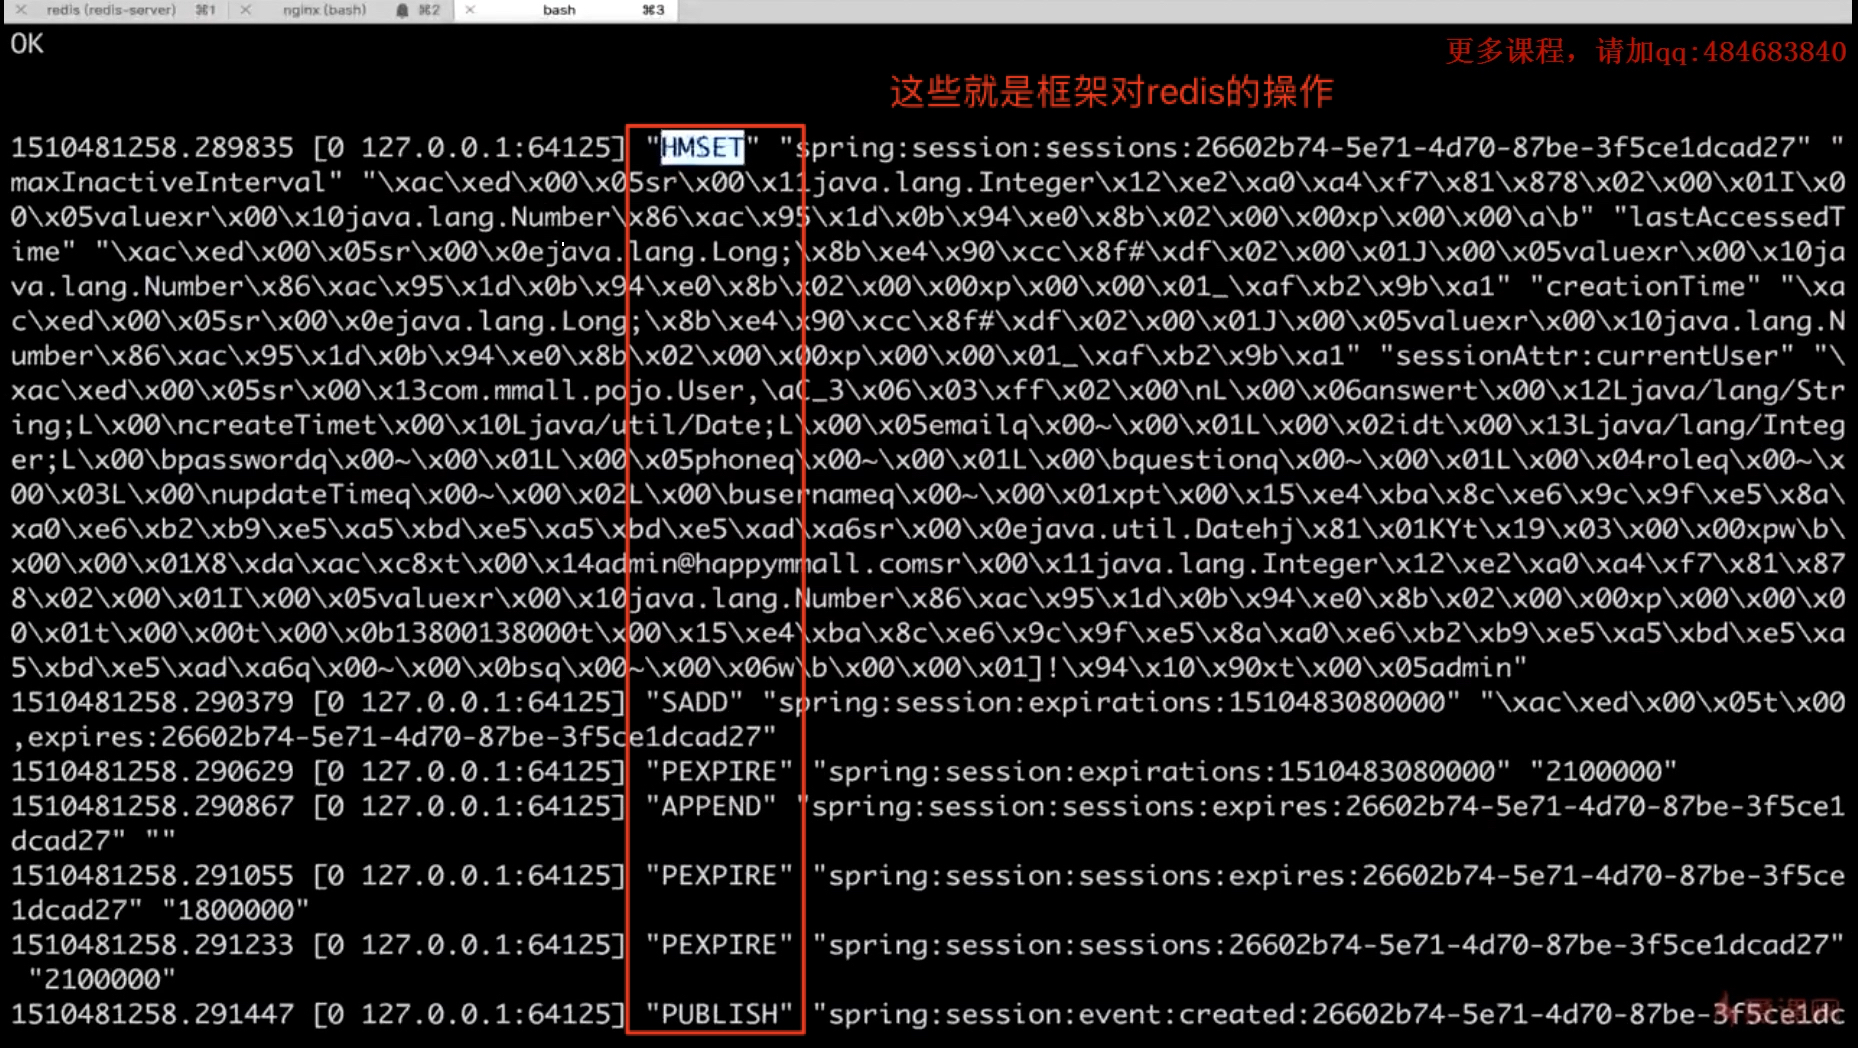 redis (redis-server) ⌘1 nginx (bash) ⌘2 bash ⌘3
OK
更多课程，请加qq:484683840
这些就是框架对redis的操作
1510481258.289835 [0 127.0.0.1:64125] "HMSET" "spring:session:sessions:26602b74-5e71-4d70-87be-3f5ce1dcad27" "
maxInactiveInterval" "\xac\xed\x00\x05sr\x00\x11java.lang.Integer\x12\xe2\xa0\xa4\xf7\x81\x878\x02\x00\x01I\x0
0\x05valuexr\x00\x10java.lang.Number\x86\xac\x95\x1d\x0b\x94\xe0\x8b\x02\x00\x00xp\x00\x00\a\b" "lastAccessedT
ime" "\xac\xed\x00\x05sr\x00\x0ejava.lang.Long;\x8b\xe4\x90\xcc\x8f#\xdf\x02\x00\x01J\x00\x05valuexr\x00\x10ja
va.lang.Number\x86\xac\x95\x1d\x0b\x94\xe0\x8b\x02\x00\x00xp\x00\x00\x01_\xaf\xb2\x9b\xa1" "creationTime" "\xa
c\xed\x00\x05sr\x00\x0ejava.lang.Long;\x8b\xe4\x90\xcc\x8f#\xdf\x02\x00\x01J\x00\x05valuexr\x00\x10java.lang.N
umber\x86\xac\x95\x1d\x0b\x94\xe0\x8b\x02\x00\x00xp\x00\x00\x01_\xaf\xb2\x9b\xa1" "sessionAttr:currentUser" "\
xac\xed\x00\x05sr\x00\x13com.mmall.pojo.User,\aC_3\x06\x03\xff\x02\x00\nL\x00\x06answert\x00\x12Ljava/lang/Str
ing;L\x00\ncreateTimet\x00\x10Ljava/util/Date;L\x00\x05emailq\x00~\x00\x01L\x00\x02idt\x00\x13Ljava/lang/Integ
er;L\x00\bpasswordq\x00~\x00\x01L\x00\x05phoneq\x00~\x00\x01L\x00\bquestionq\x00~\x00\x01L\x00\x04roleq\x00~\x
00\x03L\x00\nupdateTimeq\x00~\x00\x02L\x00\busernameq\x00~\x00\x01xpt\x00\x15\xe4\xba\x8c\xe6\x9c\x9f\xe5\x8a\
xa0\xe6\xb2\xb9\xe5\xa5\xbd\xe5\xa5\xbd\xe5\xad\xa6sr\x00\x0ejava.util.Datehj\x81\x01KYt\x19\x03\x00\x00xpw\b\
x00\x00\x01X8\xda\xac\xc8xt\x00\x14admin@happymmall.comsr\x00\x11java.lang.Integer\x12\xe2\xa0\xa4\xf7\x81\x87
8\x02\x00\x01I\x00\x05valuexr\x00\x10java.lang.Number\x86\xac\x95\x1d\x0b\x94\xe0\x8b\x02\x00\x00xp\x00\x00\x0
0\x01t\x00\x00t\x00\x0b13800138000t\x00\x15\xe4\xba\x8c\xe6\x9c\x9f\xe5\x8a\xa0\xe6\xb2\xb9\xe5\xa5\xbd\xe5\xa
5\xbd\xe5\xad\xa6q\x00~\x00\x0bsq\x00~\x00\x06w\b\x00\x00\x01]!\x94\x10\x90xt\x00\x05admin"
1510481258.290379 [0 127.0.0.1:64125] "SADD" "spring:session:expirations:1510483080000" "\xac\xed\x00\x05t\x00
,expires:26602b74-5e71-4d70-87be-3f5ce1dcad27"
1510481258.290629 [0 127.0.0.1:64125] "PEXPIRE" "spring:session:expirations:1510483080000" "2100000"
1510481258.290867 [0 127.0.0.1:64125] "APPEND" "spring:session:sessions:expires:26602b74-5e71-4d70-87be-3f5ce1
dcad27" ""
1510481258.291055 [0 127.0.0.1:64125] "PEXPIRE" "spring:session:sessions:expires:26602b74-5e71-4d70-87be-3f5ce
1dcad27" "1800000"
1510481258.291233 [0 127.0.0.1:64125] "PEXPIRE" "spring:session:sessions:26602b74-5e71-4d70-87be-3f5ce1dcad27"
"2100000"
1510481258.291447 [0 127.0.0.1:64125] "PUBLISH" "spring:session:event:created:26602b74-5e71-4d70-87be-3f5ce1dc